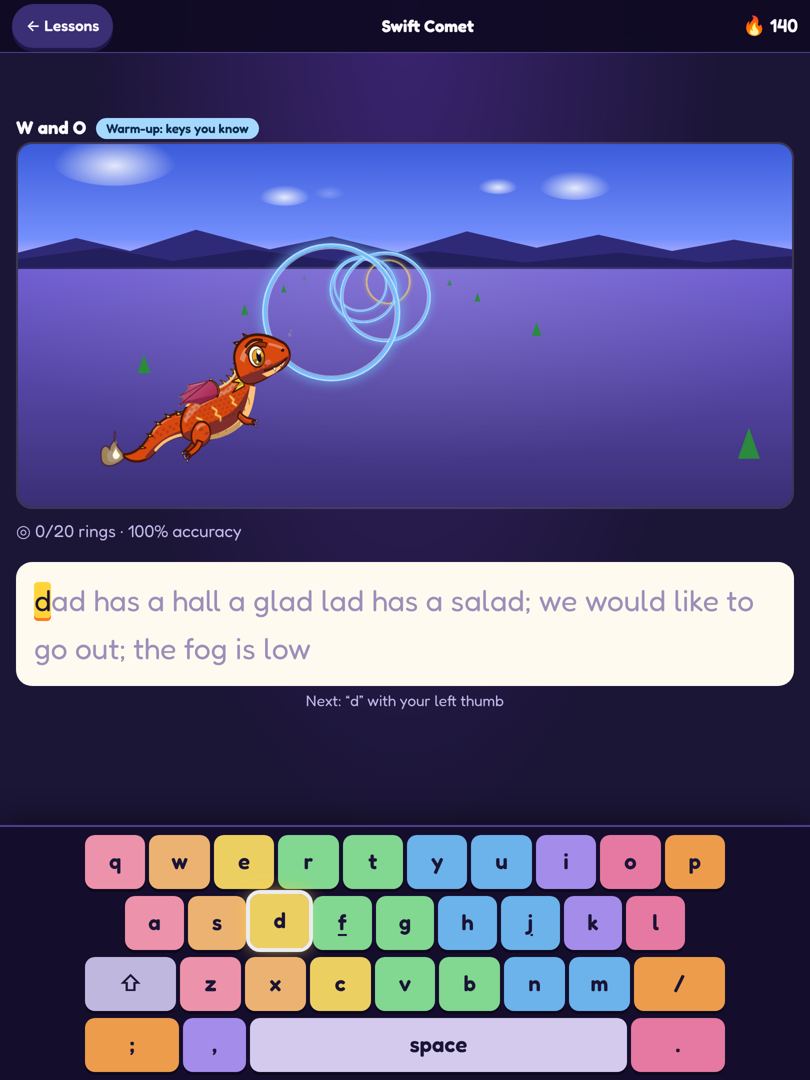 ← Lessons
Swift Comet
🔥 140
W and O
Warm-up: keys you know
◎ 0/20 rings · 100% accuracy
dad has a hall a glad lad has a salad; we would like to
go out; the fog is low
Next: “d” with your left thumb
q w e r t y u i o p
a s d f g h j k l
⇧ z x c v b n m /
; , space .